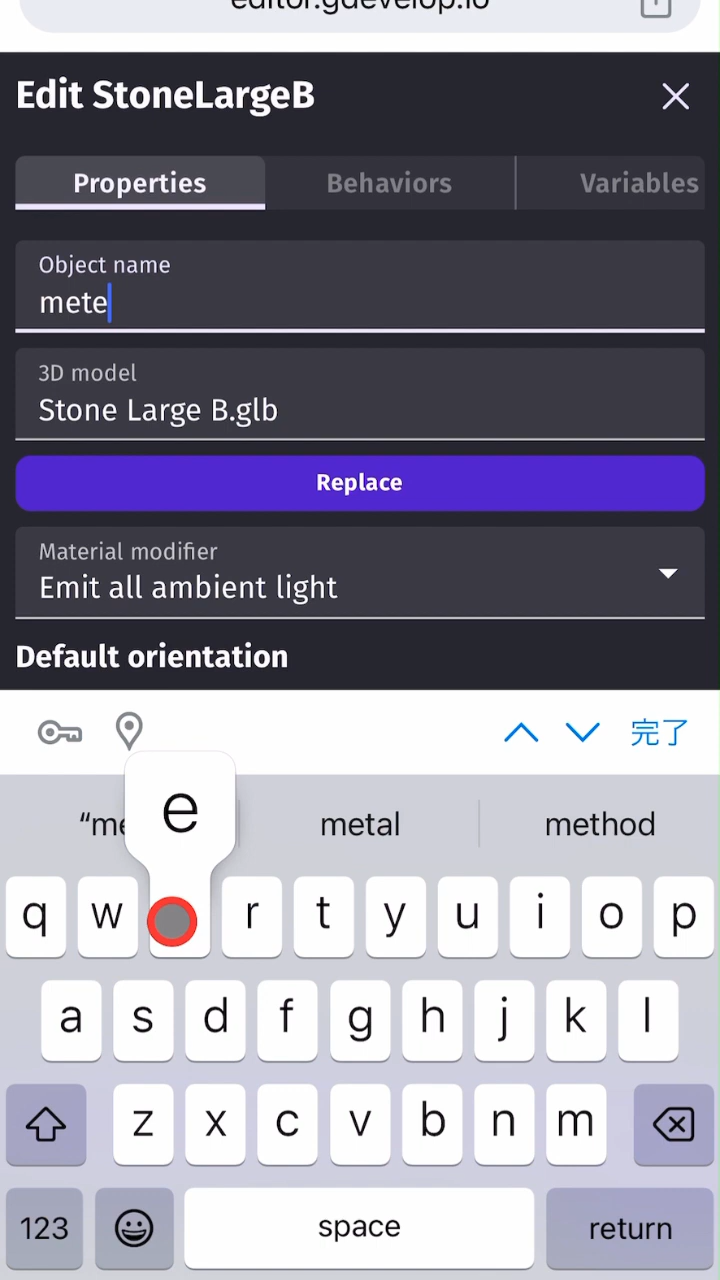 editor.gdevelop.io
Edit StoneLargeB
Properties Behaviors Variables
Object name
mete
3D model
Stone Large B.glb
Replace
Material modifier
Emit all ambient light
Default orientation
完了
e
“me metal method
q w r t y u i o p
a s d f g h j k l
z x c v b n m
123 space return